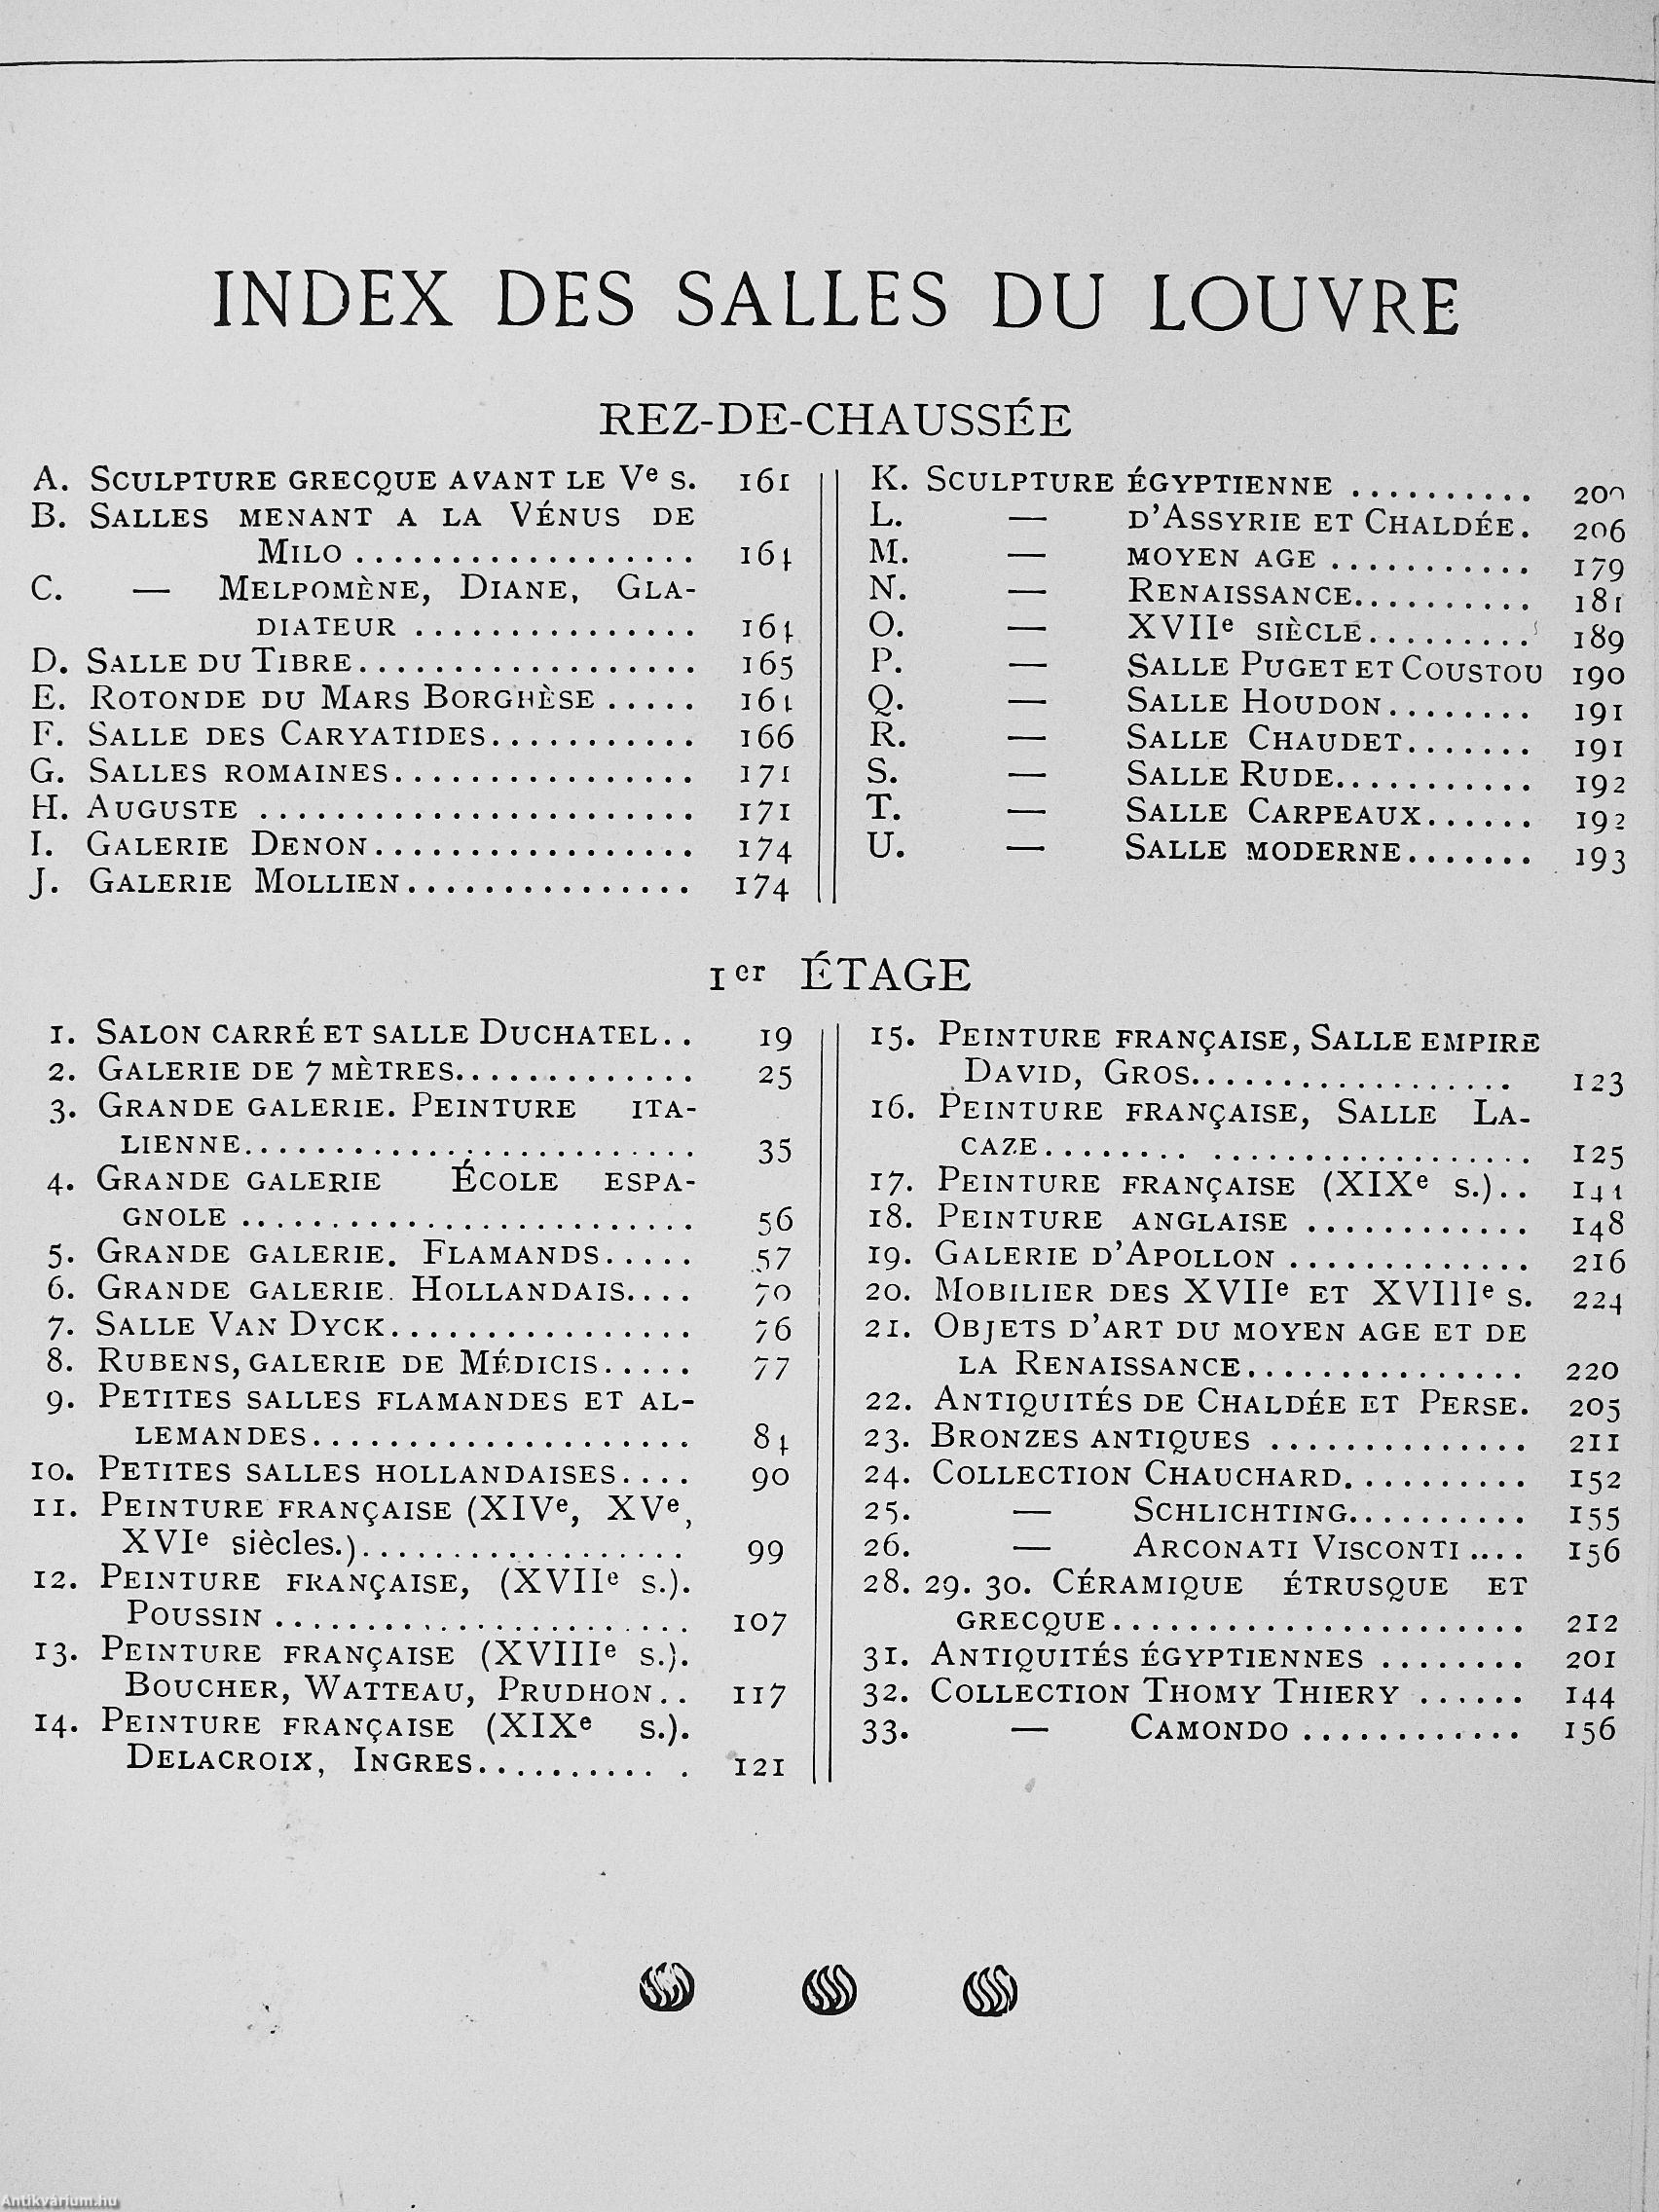 INDEX DES SALLES DU LOUVRE
REZ-DE-CHAUSSÉE
A. SCULPTURE GRECQUE AVANT LE Ve S. 161
B. SALLES MENANT A LA VÉNUS DE
MILO .................. 164
C. — MELPOMÈNE, DIANE, GLA-
DIATEUR ............... 164
D. SALLE DU TIBRE.................. 165
E. ROTONDE DU MARS BORGHÈSE ..... 161
F. SALLE DES CARYATIDES........... 166
G. SALLES ROMAINES................ 171
H. AUGUSTE ....................... 171
I. GALERIE DENON................. 174
J. GALERIE MOLLIEN............... 174
K. SCULPTURE ÉGYPTIENNE .......... 200
L. — D'ASSYRIE ET CHALDÉE. 206
M. — MOYEN AGE ........... 179
N. — RENAISSANCE.......... 181
O. — XVIIe SIÈCLE......... 189
P. — SALLE PUGET ET COUSTOU 190
Q. — SALLE HOUDON........ 191
R. — SALLE CHAUDET....... 191
S. — SALLE RUDE........... 192
T. — SALLE CARPEAUX...... 192
U. — SALLE MODERNE....... 193
1er ÉTAGE
1. SALON CARRÉ ET SALLE DUCHATEL.. 19
2. GALERIE DE 7 MÈTRES............. 25
3. GRANDE GALERIE. PEINTURE ITA-
LIENNE........................ 35
4. GRANDE GALERIE ÉCOLE ESPA-
GNOLE ........................ 56
5. GRANDE GALERIE. FLAMANDS..... 57
6. GRANDE GALERIE. HOLLANDAIS.... 70
7. SALLE VAN DYCK................ 76
8. RUBENS, GALERIE DE MÉDICIS..... 77
9. PETITES SALLES FLAMANDES ET AL-
LEMANDES.................... 84
10. PETITES SALLES HOLLANDAISES.... 90
11. PEINTURE FRANÇAISE (XIVe, XVe,
XVIe siècles.).................. 99
12. PEINTURE FRANÇAISE, (XVIIe S.).
POUSSIN ...................... 107
13. PEINTURE FRANÇAISE (XVIIIe S.).
BOUCHER, WATTEAU, PRUDHON.. 117
14. PEINTURE FRANÇAISE (XIXe S.).
DELACROIX, INGRES.......... . 121
15. PEINTURE FRANÇAISE, SALLE EMPIRE
DAVID, GROS.................. 123
16. PEINTURE FRANÇAISE, SALLE LA-
CAZE........ .................. 125
17. PEINTURE FRANÇAISE (XIXe S.)..
18. PEINTURE ANGLAISE ............ 148
19. GALERIE D'APOLLON ............. 216
20. MOBILIER DES XVIIe ET XVIIIe S. 224
21. OBJETS D'ART DU MOYEN AGE ET DE
LA RENAISSANCE............... 220
22. ANTIQUITÉS DE CHALDÉE ET PERSE. 205
23. BRONZES ANTIQUES .............. 211
24. COLLECTION CHAUCHARD.......... 152
25. — SCHLICHTING.......... 155
26. — ARCONATI VISCONTI .... 156
28. 29. 30. CÉRAMIQUE ÉTRUSQUE ET
GRECQUE...................... 212
31. ANTIQUITÉS ÉGYPTIENNES ........ 201
32. COLLECTION THOMY THIERY ...... 144
33. — CAMONDO ............ 156
Antikvárium.hu